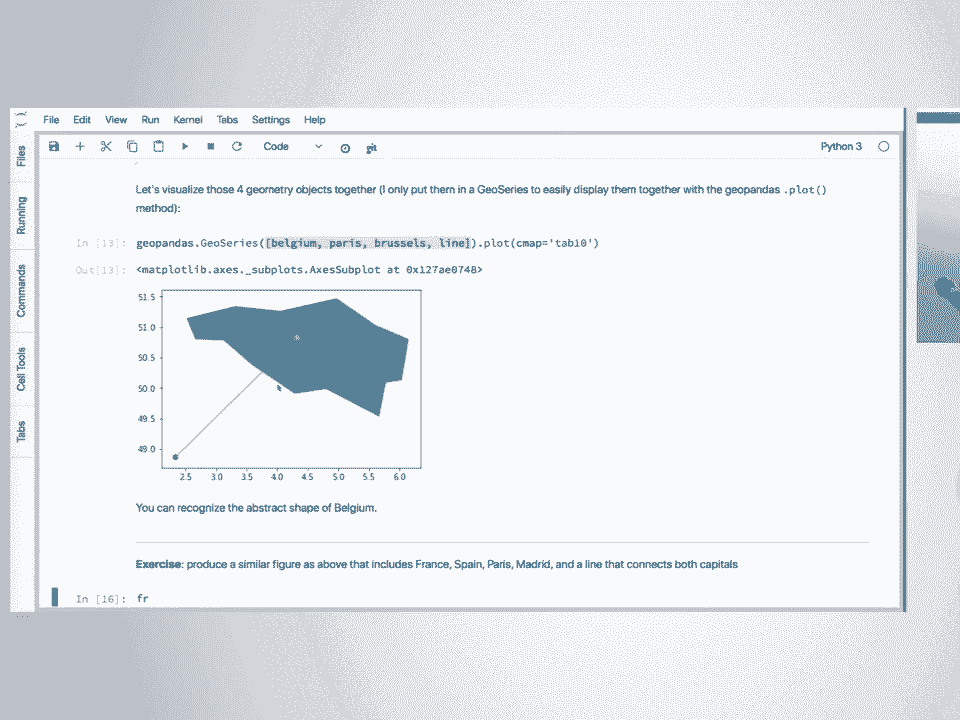 File Edit View Run Kernel Tabs Settings Help
Code
git
Python 3
Files
Running
Commands
Cell Tools
Tabs
Let's visualize those 4 geometry objects together (I only put them in a GeoSeries to easily display them together with the geopandas .plot()
method):
In [13]: geopandas.GeoSeries([belgium, paris, brussels, line]).plot(cmap='tab10')
Out[13]: <matplotlib.axes._subplots.AxesSubplot at 0x127ae0748>
51.5
51.0
50.5
50.0
49.5
49.0
2.5 3.0 3.5 4.0 4.5 5.0 5.5 6.0
You can recognize the abstract shape of Belgium.
Exercise: produce a similar figure as above that includes France, Spain, Paris, Madrid, and a line that connects both capitals
In [16]: fr